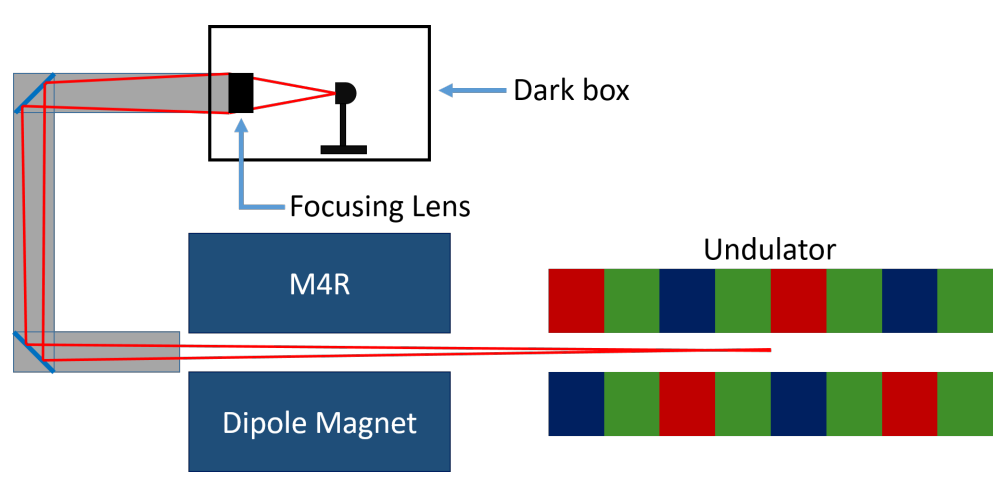 Dark box
Focusing Lens
Undulator
M4R
Dipole Magnet